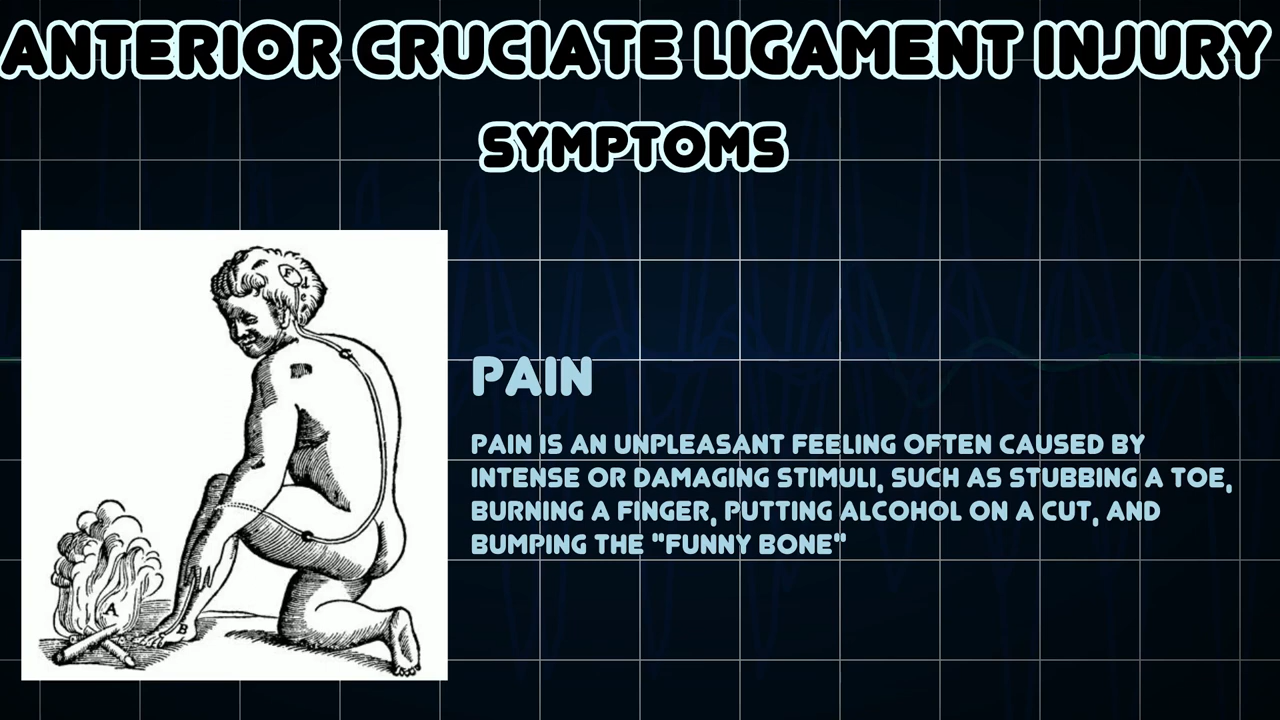 ANTERIOR CRUCIATE LIGAMENT INJURY
SYMPTOMS
PAIN
PAIN IS AN UNPLEASANT FEELING OFTEN CAUSED BY
INTENSE OR DAMAGING STIMULI, SUCH AS STUBBING A TOE,
BURNING A FINGER, PUTTING ALCOHOL ON A CUT, AND
BUMPING THE "FUNNY BONE"
A
B